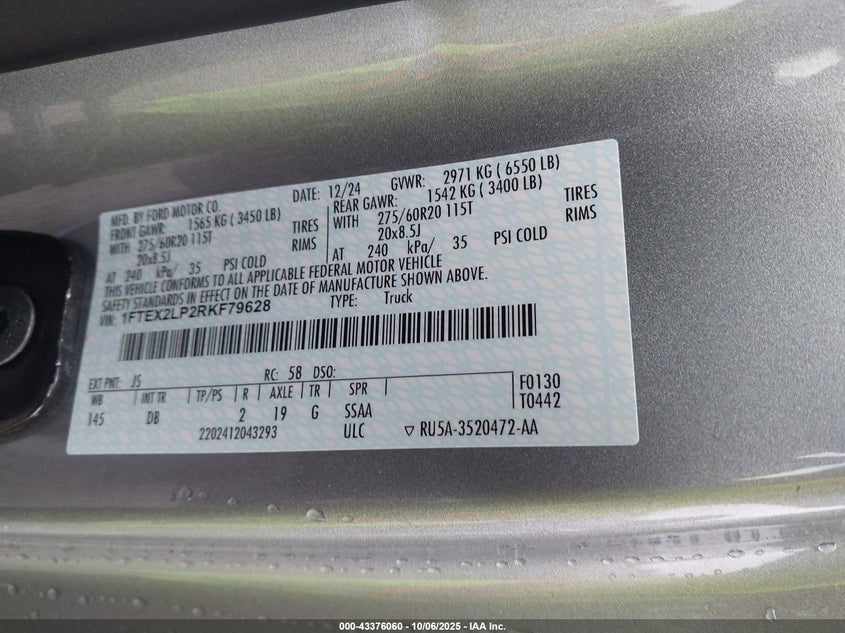 MFD. BY FORD MOTOR CO.
DATE: 12/24 GVWR: 2971 KG ( 6550 LB)
FRONT GAWR: 1565 KG ( 3450 LB) REAR GAWR: 1542 KG ( 3400 LB)
WITH 275/60R20 115T TIRES WITH 275/60R20 115T TIRES
20x8.5J RIMS 20x8.5J RIMS
AT 240 kPa/ 35 PSI COLD AT 240 kPa/ 35 PSI COLD
THIS VEHICLE CONFORMS TO ALL APPLICABLE FEDERAL MOTOR VEHICLE
SAFETY STANDARDS IN EFFECT ON THE DATE OF MANUFACTURE SHOWN ABOVE.
VIN: 1FTEX2LP2RKF79628 TYPE: Truck
EXT PNT: JS RC: 58 DSO:
WB INT TR TP/PS R AXLE TR SPR F0130
145 DB 2 19 G SSAA T0442
2202412043293 ULC ▽ RU5A-3520472-AA
000-43376060 - 10/06/2025 - IAA Inc.